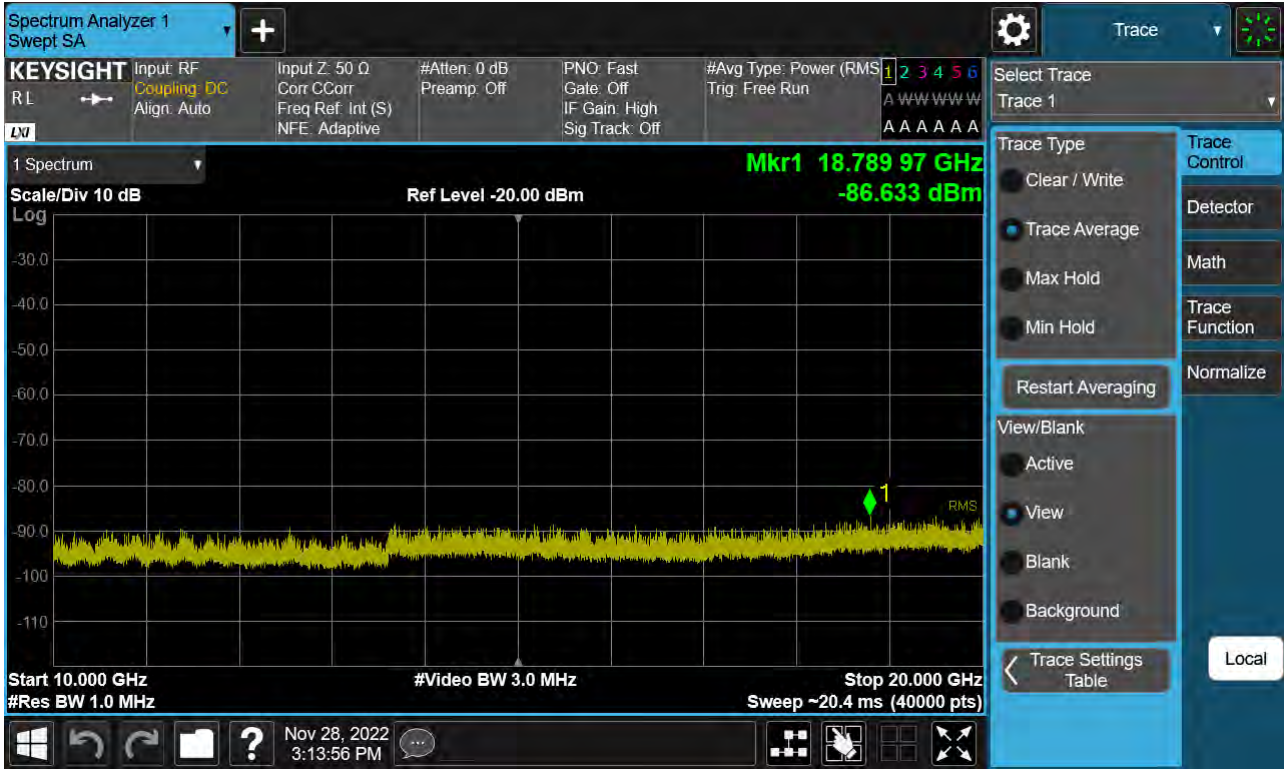 Spectrum Analyzer 1
Swept SA
+
Trace
KEYSIGHT
R L
LXI
Input: RF
Coupling: DC
Align: Auto
Input Z: 50 Ω
Corr CCorr
Freq Ref: Int (S)
NFE: Adaptive
#Atten: 0 dB
Preamp: Off
PNO: Fast
Gate: Off
IF Gain: High
Sig Track: Off
#Avg Type: Power (RMS
Trig: Free Run
1 2 3 4 5 6
A W W W W W
A A A A A A
Select Trace
Trace 1
1 Spectrum
Scale/Div 10 dB
Ref Level -20.00 dBm
Mkr1 18.789 97 GHz
-86.633 dBm
Log
-30.0
-40.0
-50.0
-60.0
-70.0
-80.0
-90.0
-100
-110
1
RMS
Start 10.000 GHz
#Res BW 1.0 MHz
#Video BW 3.0 MHz
Stop 20.000 GHz
Sweep ~20.4 ms (40000 pts)
Trace Type
Clear / Write
Trace Average
Max Hold
Min Hold
Restart Averaging
View/Blank
Active
View
Blank
Background
Trace Settings
Table
Trace
Control
Detector
Math
Trace
Function
Normalize
Local
?
Nov 28, 2022
3:13:56 PM